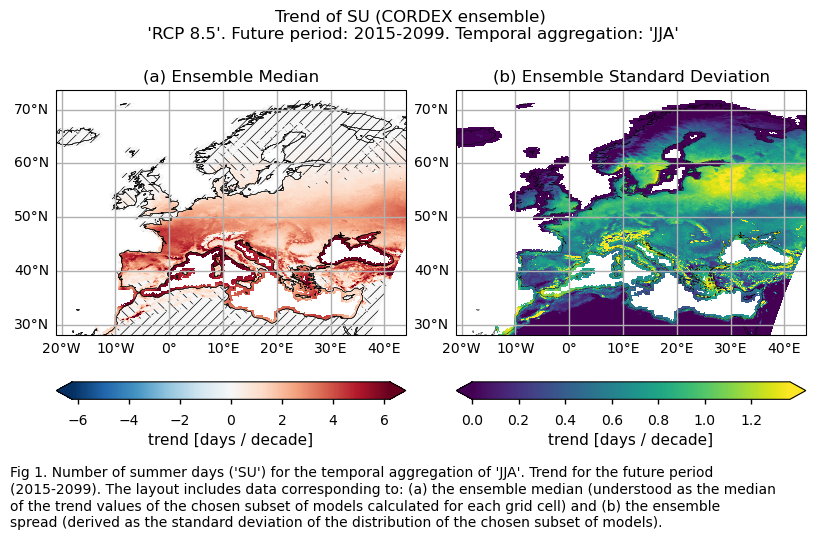 Trend of SU (CORDEX ensemble)
'RCP 8.5'. Future period: 2015-2099. Temporal aggregation: 'JJA'
(a) Ensemble Median
(b) Ensemble Standard Deviation
70°N
60°N
50°N
40°N
30°N
20°W 10°W 0° 10°E 20°E 30°E 40°E
70°N
60°N
50°N
40°N
30°N
20°W 10°W 0° 10°E 20°E 30°E 40°E
−6 −4 −2 0 2 4 6
trend [days / decade]
0.0 0.2 0.4 0.6 0.8 1.0 1.2
trend [days / decade]
Fig 1. Number of summer days ('SU') for the temporal aggregation of 'JJA'. Trend for the future period
(2015-2099). The layout includes data corresponding to: (a) the ensemble median (understood as the median
of the trend values of the chosen subset of models calculated for each grid cell) and (b) the ensemble
spread (derived as the standard deviation of the distribution of the chosen subset of models).